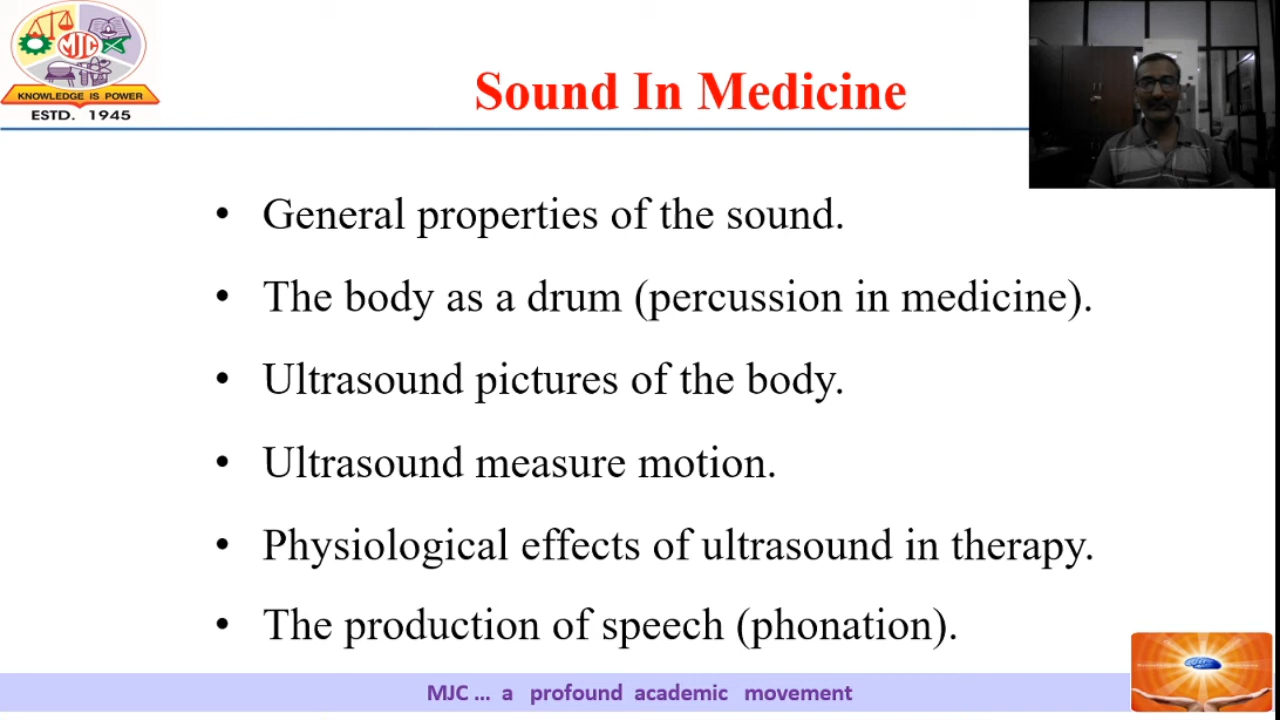 MJC
KNOWLEDGE IS POWER
ESTD. 1945
Sound In Medicine
• General properties of the sound.
• The body as a drum (percussion in medicine).
• Ultrasound pictures of the body.
• Ultrasound measure motion.
• Physiological effects of ultrasound in therapy.
• The production of speech (phonation).
MJC ... a profound academic movement